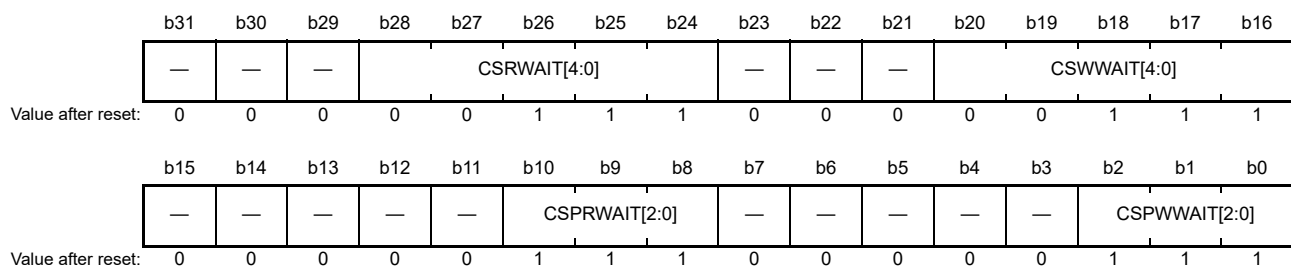 b31 b30 b29 b28 b27 b26 b25 b24 b23 b22 b21 b20 b19 b18 b17 b16
— — — CSRWAIT[4:0] — — — CSWWAIT[4:0]
Value after reset: 0 0 0 0 0 1 1 1 0 0 0 0 0 1 1 1
b15 b14 b13 b12 b11 b10 b9 b8 b7 b6 b5 b4 b3 b2 b1 b0
— — — — — CSPRWAIT[2:0] — — — — — CSPWWAIT[2:0]
Value after reset: 0 0 0 0 0 1 1 1 0 0 0 0 0 1 1 1